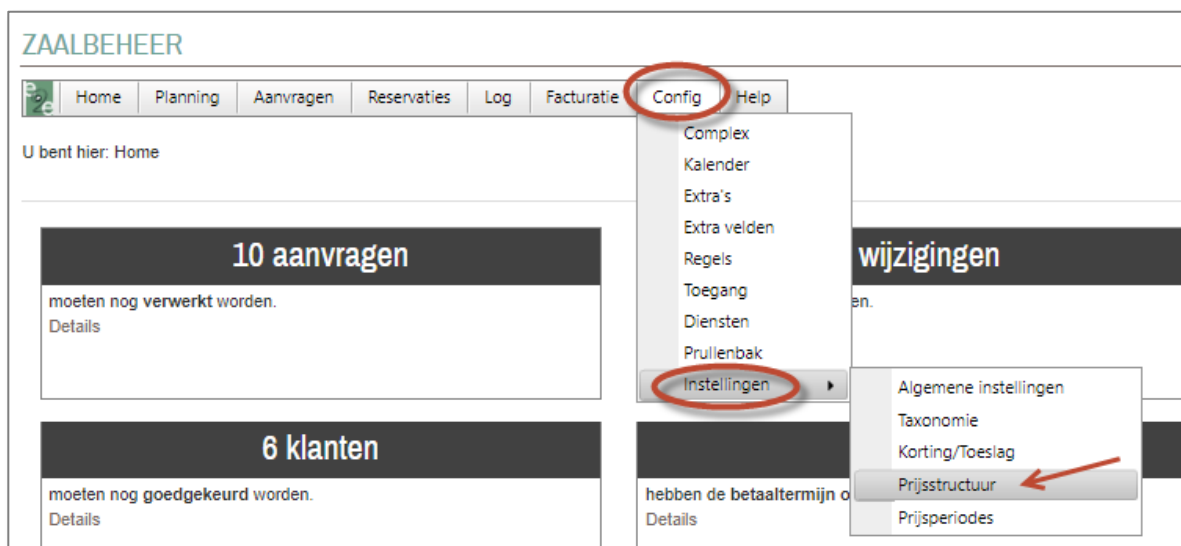 ZAALBEHEER
e2e Home Planning Aanvragen Reservaties Log Facturatie Config Help
U bent hier: Home
Complex
Kalender
Extra's
Extra velden
Regels
Toegang
Diensten
Prullenbak
Instellingen
Algemene instellingen
Taxonomie
Korting/Toeslag
Prijsstructuur
Prijsperiodes
10 aanvragen
moeten nog verwerkt worden.
Details
wijzigingen
en.
6 klanten
moeten nog goedgekeurd worden.
Details
hebben de betaaltermijn o
Details